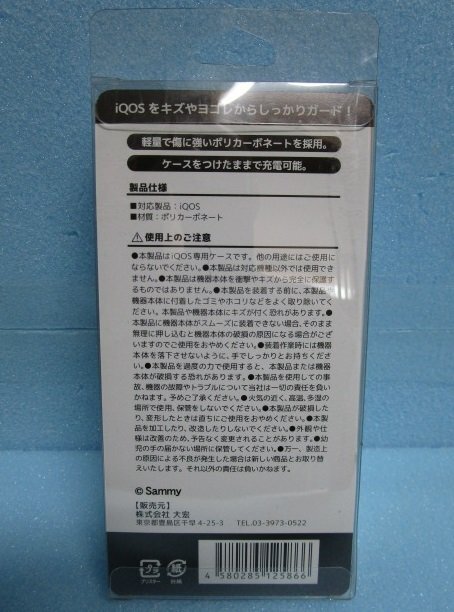 iQOSをキズやヨゴレからしっかりガード！
軽量で傷に強いポリカーボネートを採用。
ケースをつけたままで充電可能。
製品仕様
■対応製品：iQOS
■材質：ポリカーボネート
⚠使用上のご注意
●本製品はiQOS専用ケースです。他の用途にはご使用に
ならないでください。●本製品は対応機種以外では使用でき
ません。●本製品は機器本体を衝撃やキズから完全に保護す
るものではありません。●本製品を装着する前に、本製品や
機器本体に付着したゴミやホコリなどをよく取り除いてく
ださい。本製品や機器本体にキズが付く恐れがあります。●
本製品に機器本体がスムーズに装着できない場合、そのまま
無理に押し込むと機器本体の破損の原因になる場合がござ
いますのでご使用をおやめください。●装着作業時には機器
本体を落下させないように、手でしっかりとお持ちくださ
い。●本製品を過度の力で使用すると、本製品または機器
本体が破損する恐れがあります。●本製品を使用しての事
故、機器の故障やトラブルについて当社は一切の責任を負い
かねます。予めご了承ください。●火気の近く、高温、多湿の
場所で使用、保管をしないでください。●本製品が破損した
り、変形したときは直ちにご使用をおやめください。●本製
品を加工したり、改造したりしないでください。●外観や仕
様は改善のため、予告なく変更されることがあります。●幼
児の手の届かない場所に保管してください。●万一、製造上
の原因による不良が発生した場合は新しい商品とお取り替
えいたします。それ以外の責任は負いかねます。
© Sammy
【販売元】
株式会社 大宏
東京都豊島区千早4-25-3 TEL.03-3973-0522
プラ
ブリスター
紙
台紙
4 580285 125866